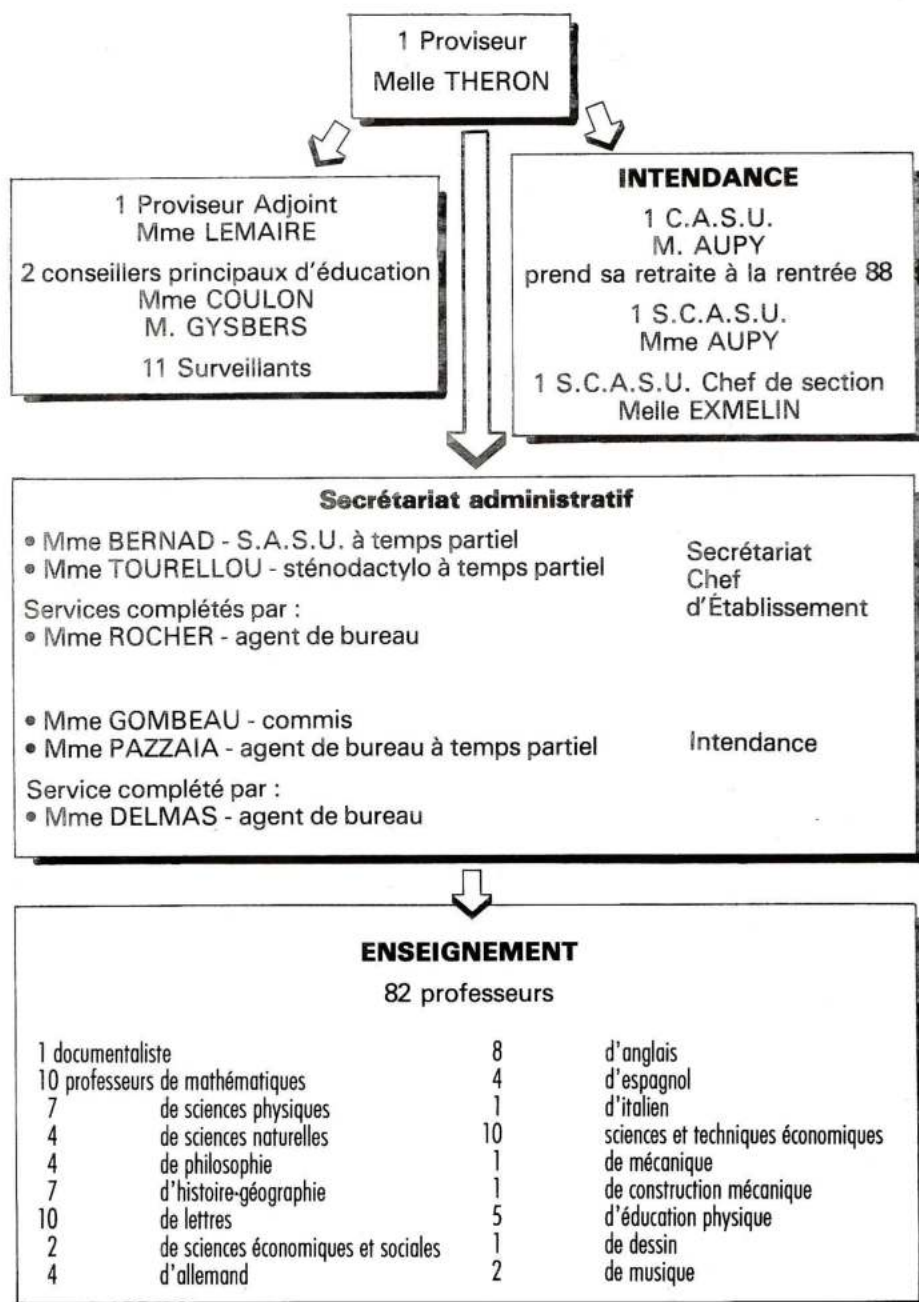 1 Proviseur
Melle THERON
1 Proviseur Adjoint
Mme LEMAIRE
2 conseillers principaux d'éducation
Mme COULON
M. GYSBERS
11 Surveillants
INTENDANCE
1 C.A.S.U.
M. AUPY
prend sa retraite à la rentrée 88
1 S.C.A.S.U.
Mme AUPY
1 S.C.A.S.U. Chef de section
Melle EXMELIN
Secrétariat administratif
• Mme BERNAD - S.A.S.U. à temps partiel
• Mme TOURELLOU - sténodactylo à temps partiel
Services complétés par :
• Mme ROCHER - agent de bureau
Secrétariat
Chef
d'Établissement
• Mme GOMBEAU - commis
• Mme PAZZAIA - agent de bureau à temps partiel
Intendance
Service complété par :
• Mme DELMAS - agent de bureau
ENSEIGNEMENT
82 professeurs
1 documentaliste
10 professeurs de mathématiques
7 de sciences physiques
4 de sciences naturelles
4 de philosophie
7 d'histoire-géographie
10 de lettres
2 de sciences économiques et sociales
4 d'allemand
8 d'anglais
4 d'espagnol
1 d'italien
10 sciences et techniques économiques
1 de mécanique
1 de construction mécanique
5 d'éducation physique
1 de dessin
2 de musique